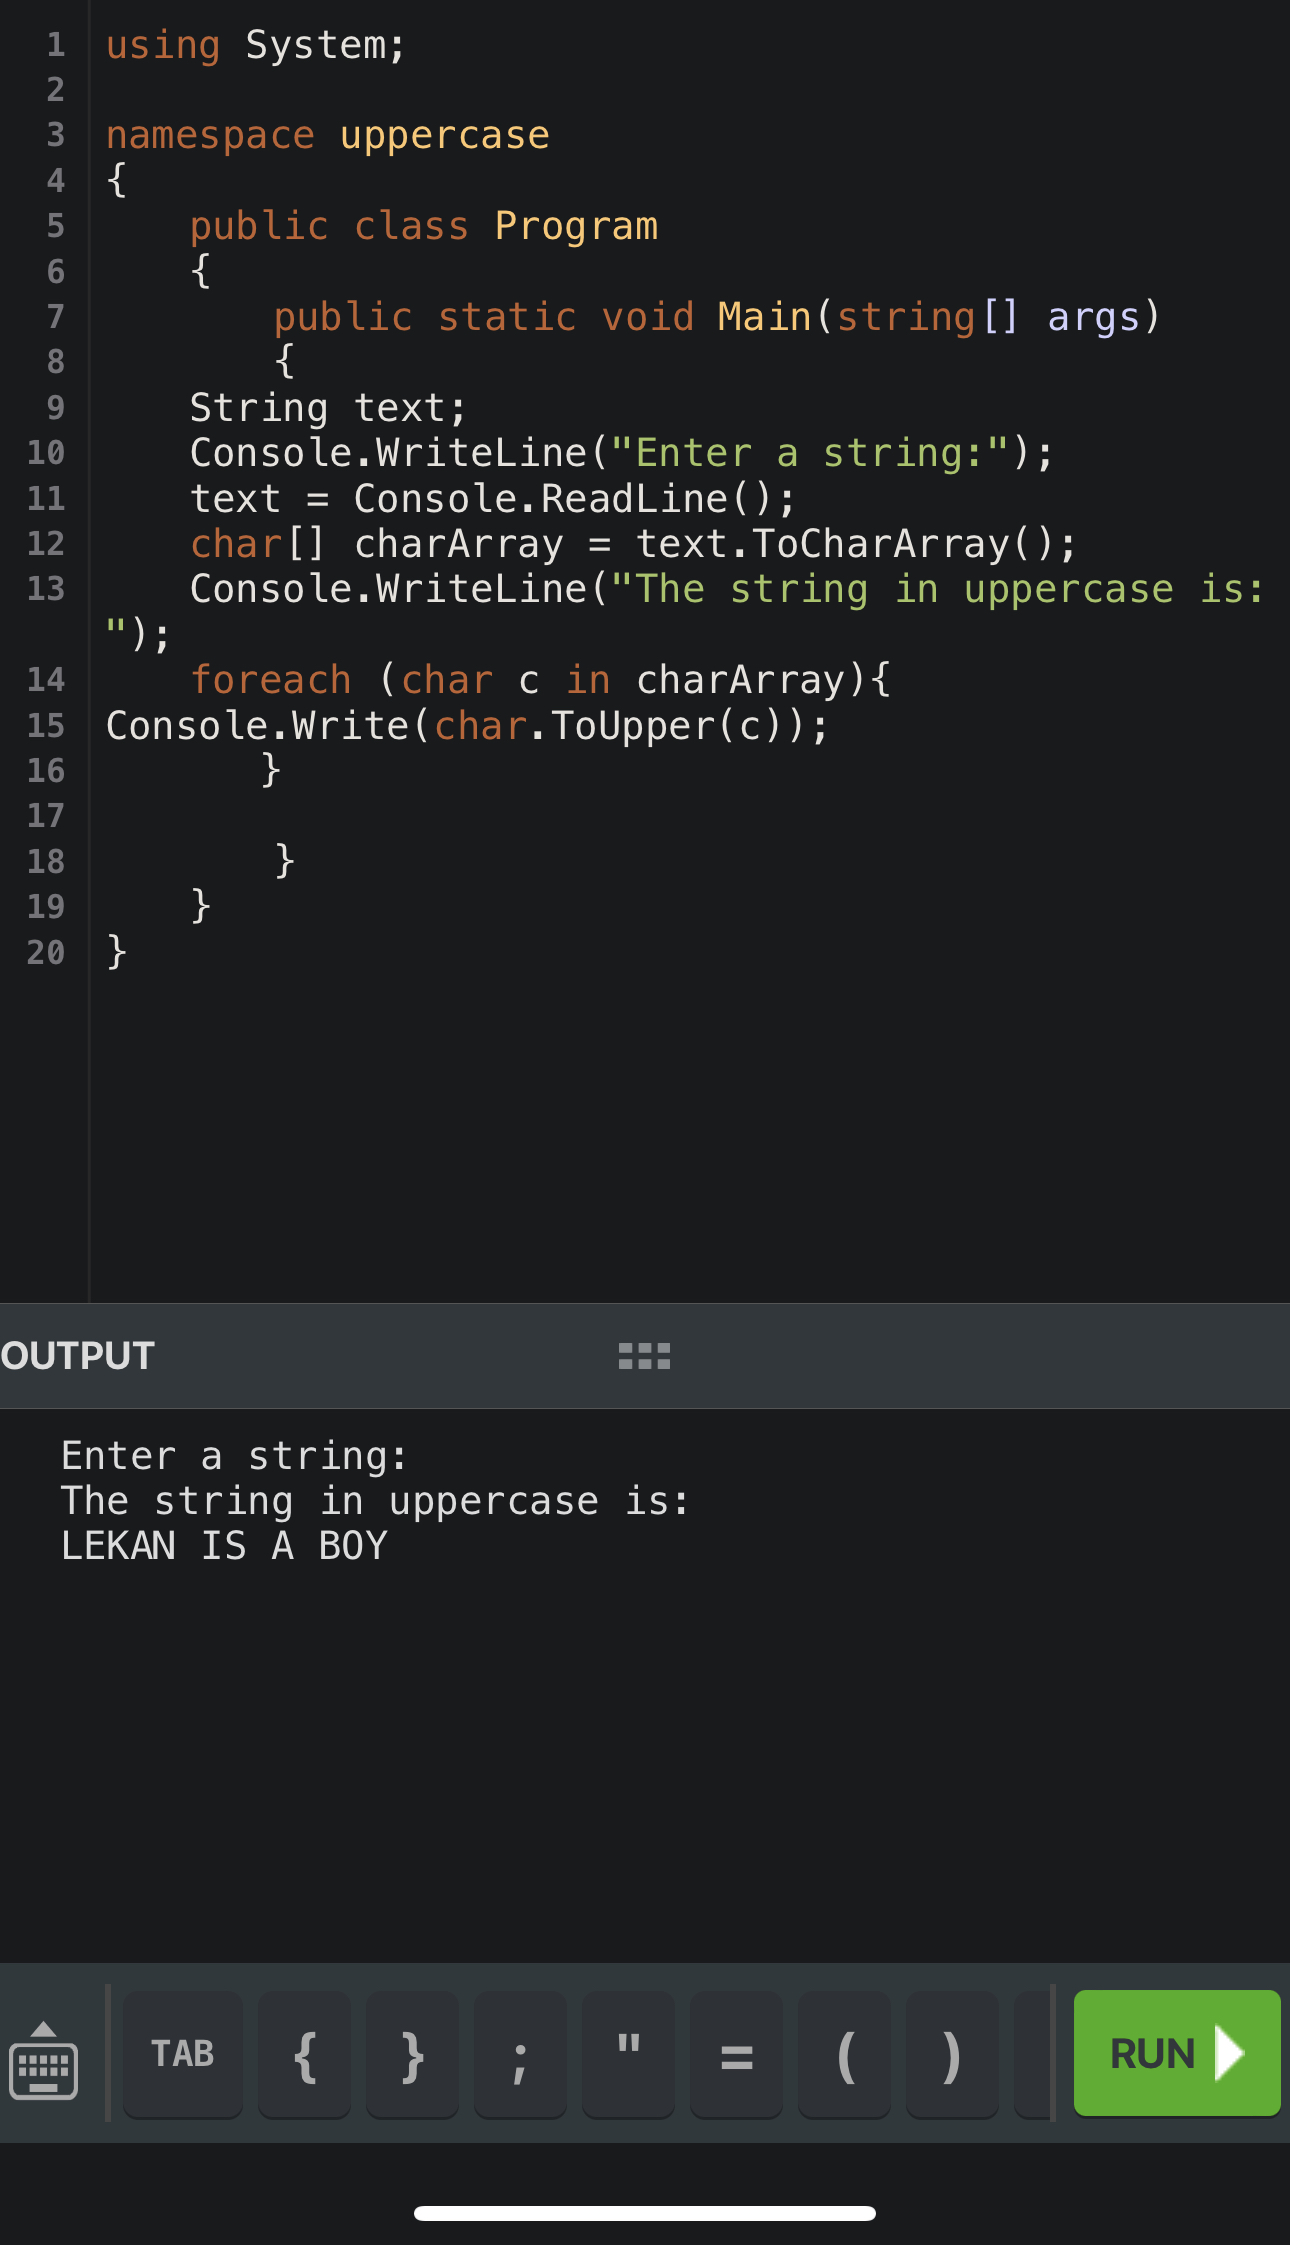 1 using System;
2
3 namespace uppercase
4 {
5     public class Program
6     {
7         public static void Main(string[] args)
8         {
9     String text;
10     Console.WriteLine("Enter a string:");
11     text = Console.ReadLine();
12     char[] charArray = text.ToCharArray();
13     Console.WriteLine("The string in uppercase is:
");
14     foreach (char c in charArray){
15 Console.Write(char.ToUpper(c));
16        }
17
18         }
19     }
20 }
OUTPUT
Enter a string:
The string in uppercase is:
LEKAN IS A BOY
TAB { } ; " = ( ) RUN